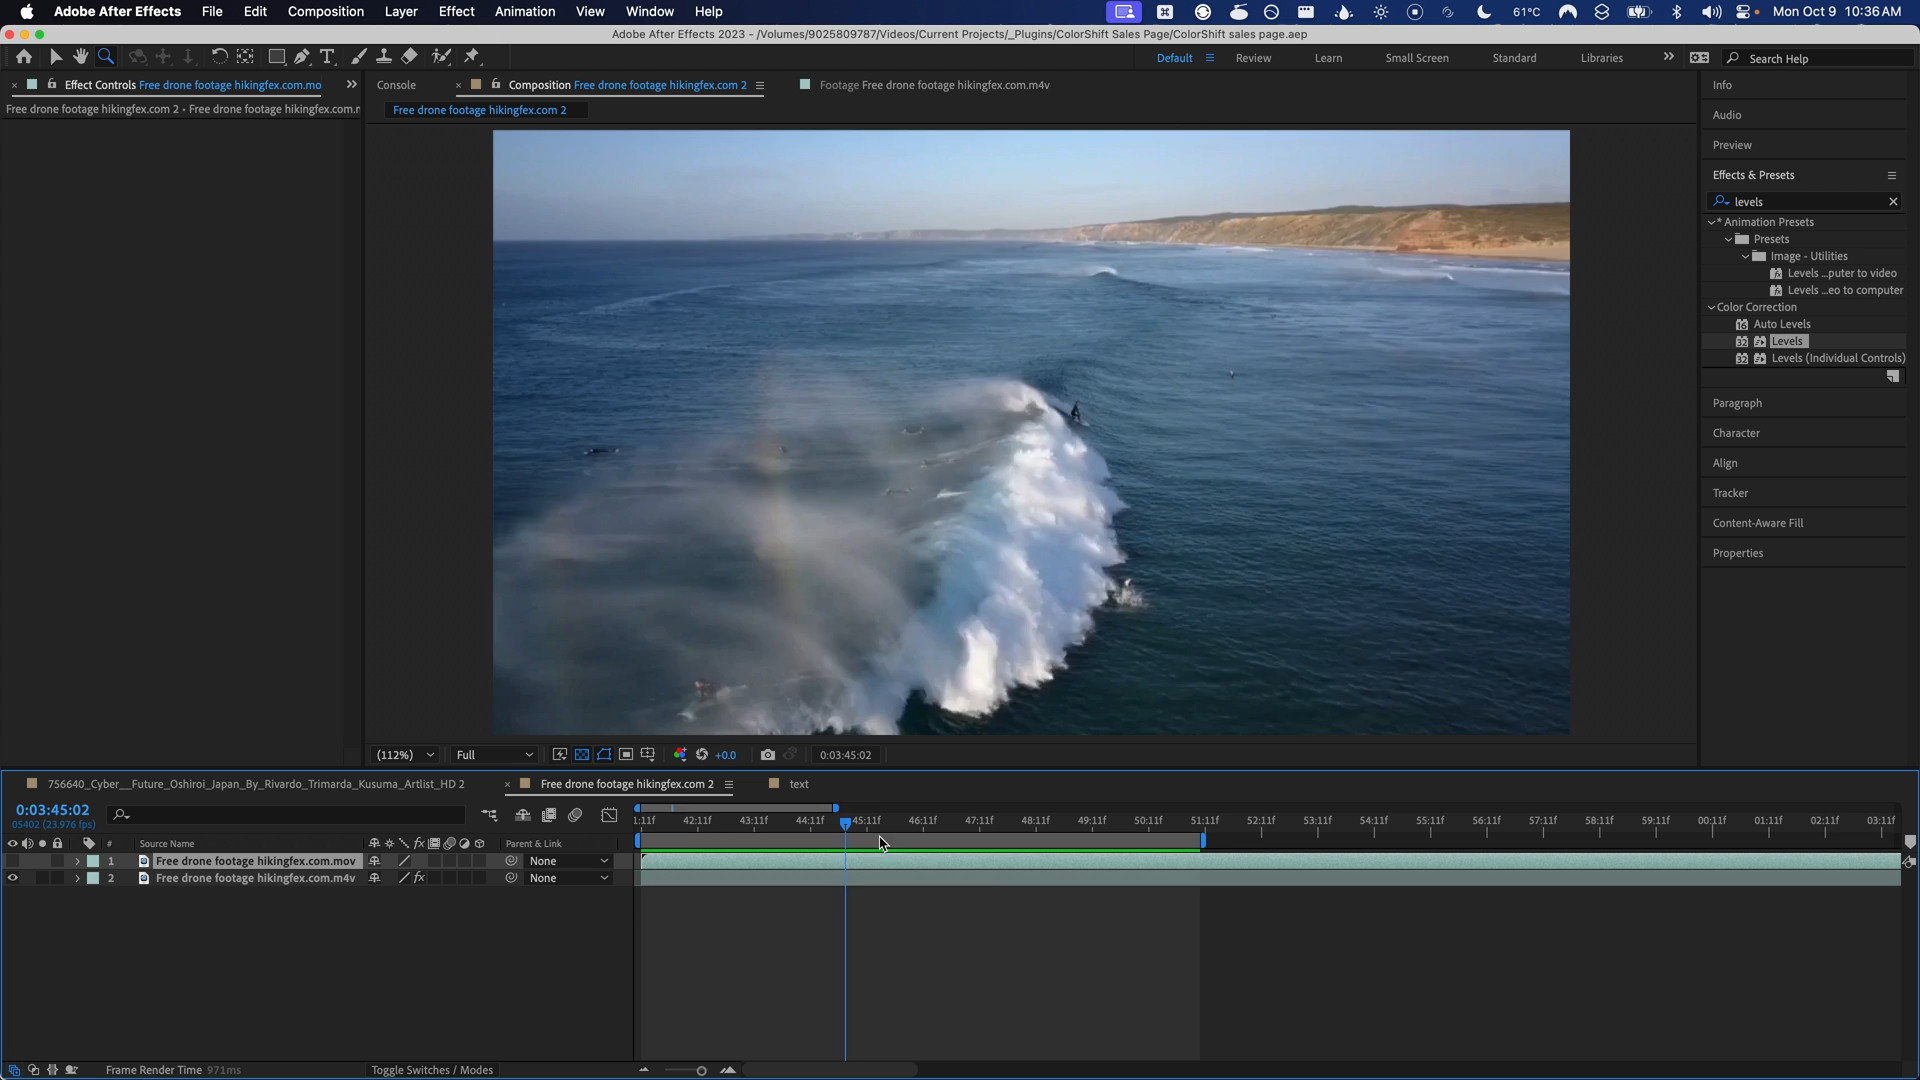 Adobe After Effects File Edit Composition Layer Effect Animation View Window Help 61°C Mon Oct 9 10:36 AM
Adobe After Effects 2023 - /Volumes/9025809787/Videos/Current Projects/_Plugins/ColorShift Sales Page/ColorShift sales page.aep
Default Review Learn Small Screen Standard Libraries Search Help
Effect Controls Free drone footage hikingfex.com.mo
Free drone footage hikingfex.com 2 • Free drone footage hikingfex.com.r
Console
Composition Free drone footage hikingfex.com 2
Footage Free drone footage hikingfex.com.m4v
Free drone footage hikingfex.com 2
Info
Audio
Preview
Effects & Presets
levels
* Animation Presets
Presets
Image - Utilities
Levels ...puter to video
Levels ...eo to computer
Color Correction
16 Auto Levels
32 Levels
32 Levels (Individual Controls)
Paragraph
Character
Align
Tracker
Content-Aware Fill
Properties
(112%) Full +0.0 0:03:45:02
756640_Cyber__Future_Oshiroi_Japan_By_Rivardo_Trimarda_Kusuma_Artlist_HD 2
Free drone footage hikingfex.com 2
text
0:03:45:02
05402 (23.976 fps)
1:11f 42:11f 43:11f 44:11f 45:11f 46:11f 47:11f 48:11f 49:11f 50:11f 51:11f 52:11f 53:11f 54:11f 55:11f 56:11f 57:11f 58:11f 59:11f 00:11f 01:11f 02:11f 03:11f
# Source Name fx Parent & Link
1 Free drone footage hikingfex.com.mov None
2 Free drone footage hikingfex.com.m4v fx None
Frame Render Time 971ms Toggle Switches / Modes